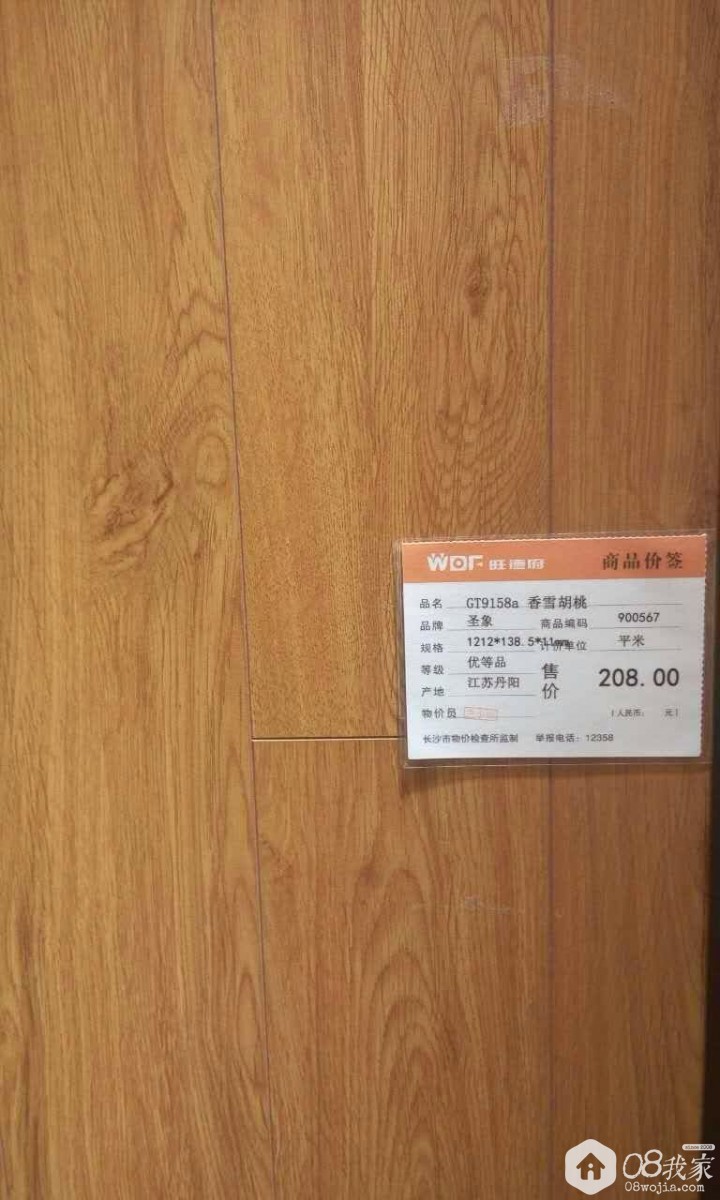 WDF 旺德府 商品价签
品名 GT9158a 香雪胡桃
品牌 圣象 商品编码 900567
规格 1212*138.5*11mm 计价单位 平米
等级 优等品
售价 208.00
产地 江苏丹阳
物价员
(人民币: 元)
长沙市物价检查所监制 举报电话:12358
08我家
08wojia.com